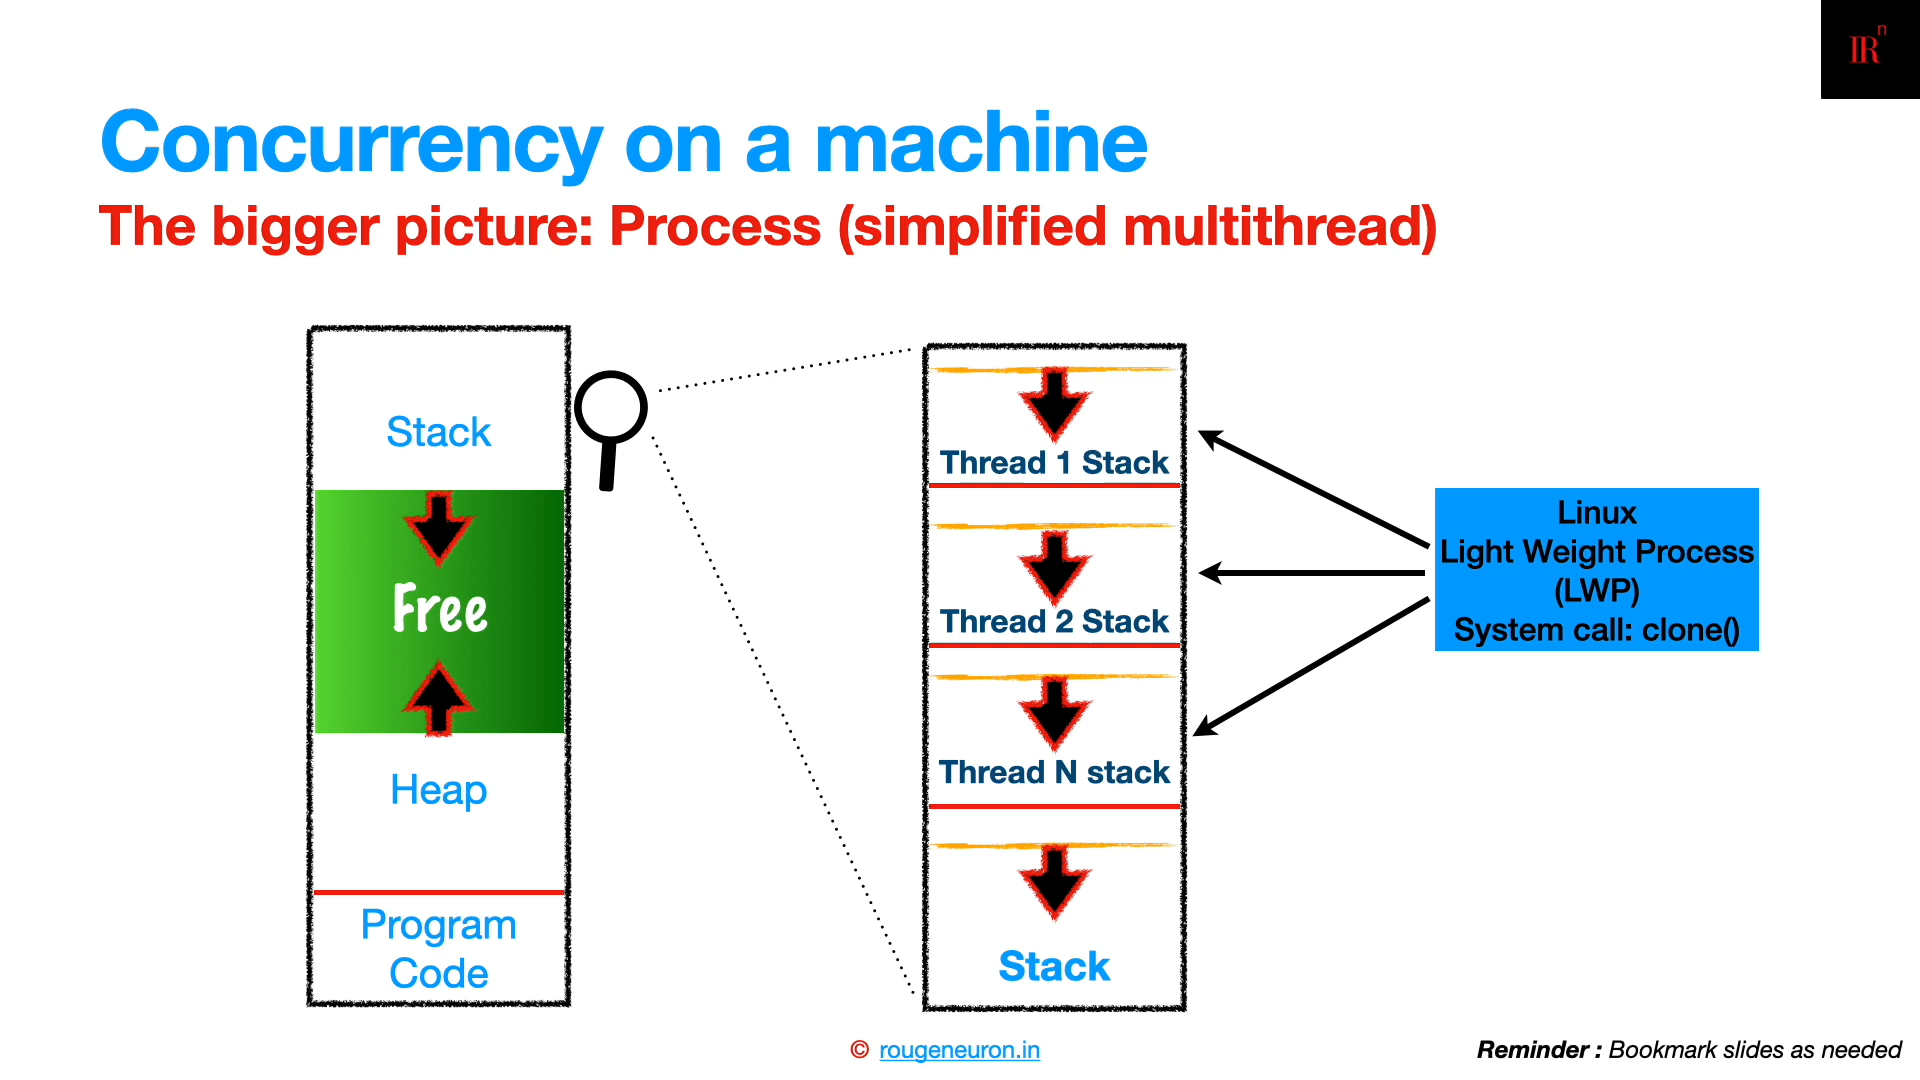 IRn
Concurrency on a machine
The bigger picture: Process (simplified multithread)
Stack
Free
Heap
Program
Code
Thread 1 Stack
Thread 2 Stack
Thread N stack
Stack
Linux
Light Weight Process
(LWP)
System call: clone()
© rougeneuron.in
Reminder : Bookmark slides as needed